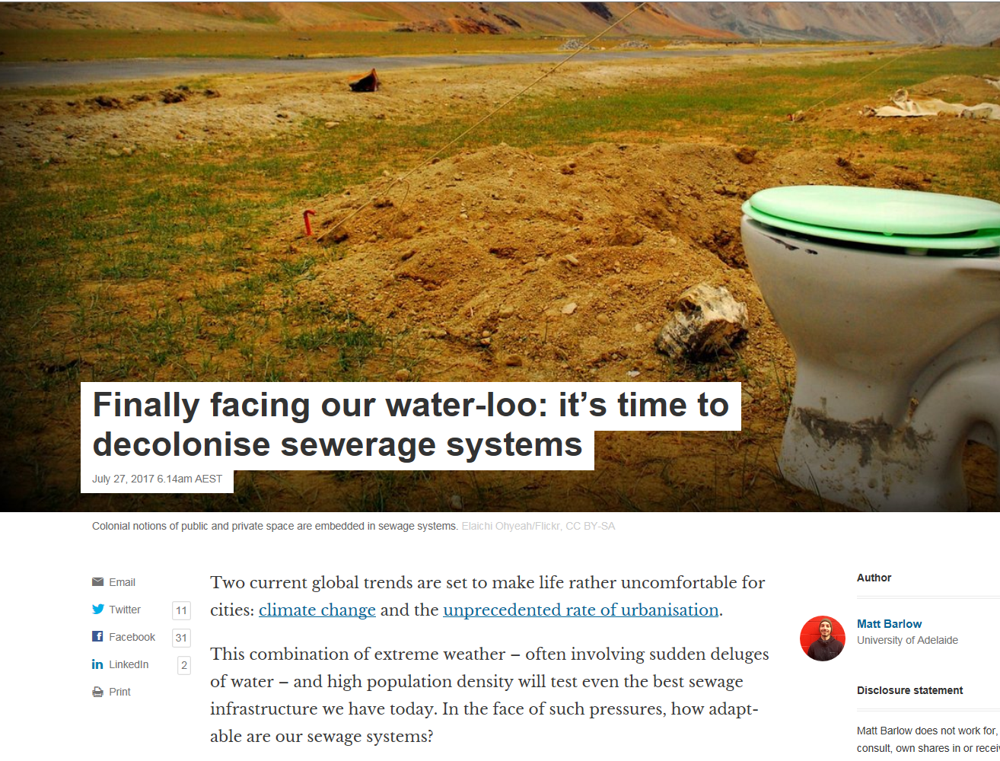 Finally facing our water-loo: it’s time to
decolonise sewerage systems
July 27, 2017 6.14am AEST
Colonial notions of public and private space are embedded in sewage systems. Elaichi Ohyeah/Flickr, CC BY-SA
Email
Twitter 11
Facebook 31
LinkedIn 2
Print
Two current global trends are set to make life rather uncomfortable for
cities: climate change and the unprecedented rate of urbanisation.
This combination of extreme weather – often involving sudden deluges
of water – and high population density will test even the best sewage
infrastructure we have today. In the face of such pressures, how adapt-
able are our sewage systems?
Author
Matt Barlow
University of Adelaide
Disclosure statement
Matt Barlow does not work for,
consult, own shares in or recei